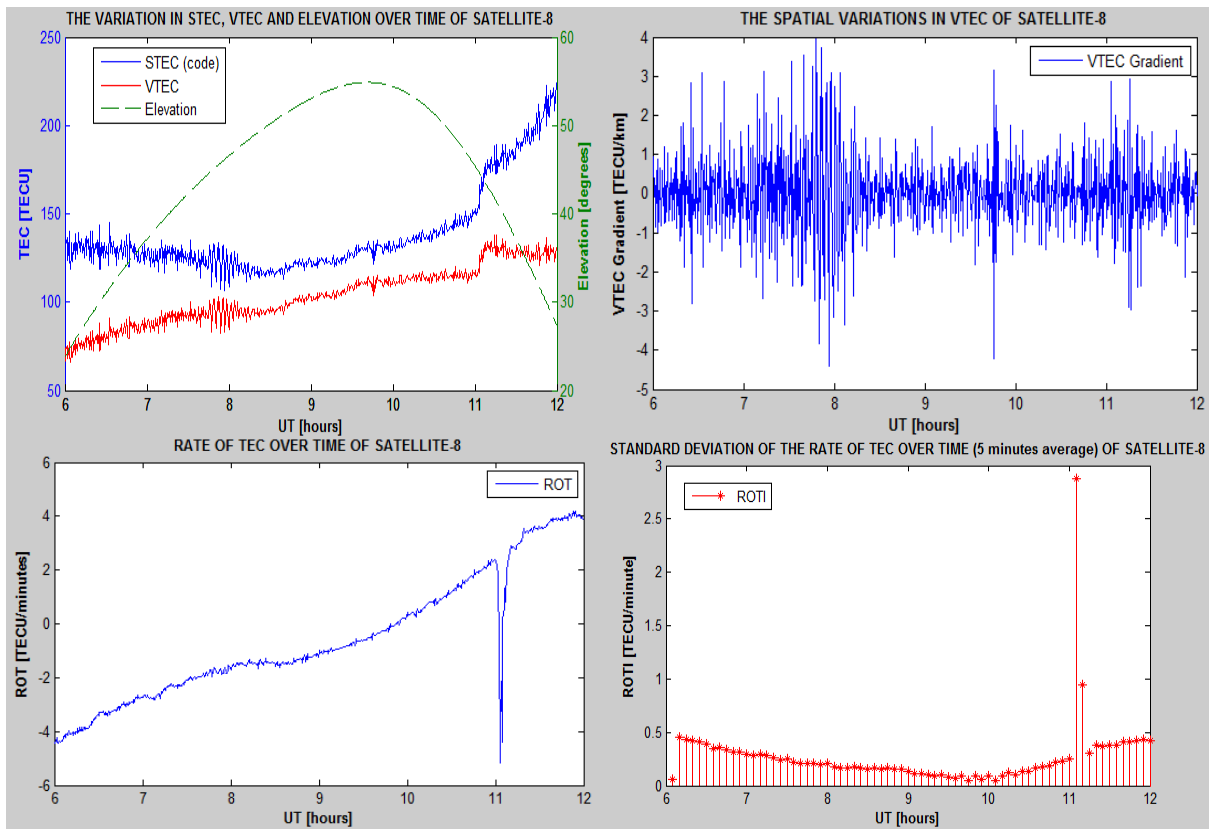 THE VARIATION IN STEC, VTEC AND ELEVATION OVER TIME OF SATELLITE-8
STEC (code)
VTEC
Elevation
250
200
150
100
50
TEC [TECU]
60
50
40
30
20
Elevation [degrees]
6 7 8 9 10 11 12
UT [hours]
THE SPATIAL VARIATIONS IN VTEC OF SATELLITE-8
VTEC Gradient
4
3
2
1
0
-1
-2
-3
-4
-5
VTEC Gradient [TECU/km]
6 7 8 9 10 11 12
UT [hours]
RATE OF TEC OVER TIME OF SATELLITE-8
ROT
6
4
2
0
-2
-4
-6
ROT [TECU/minutes]
6 7 8 9 10 11 12
UT [hours]
STANDARD DEVIATION OF THE RATE OF TEC OVER TIME (5 minutes average) OF SATELLITE-8
ROTI
3
2.5
2
1.5
1
0.5
0
ROTI [TECU/minute]
6 7 8 9 10 11 12
UT [hours]